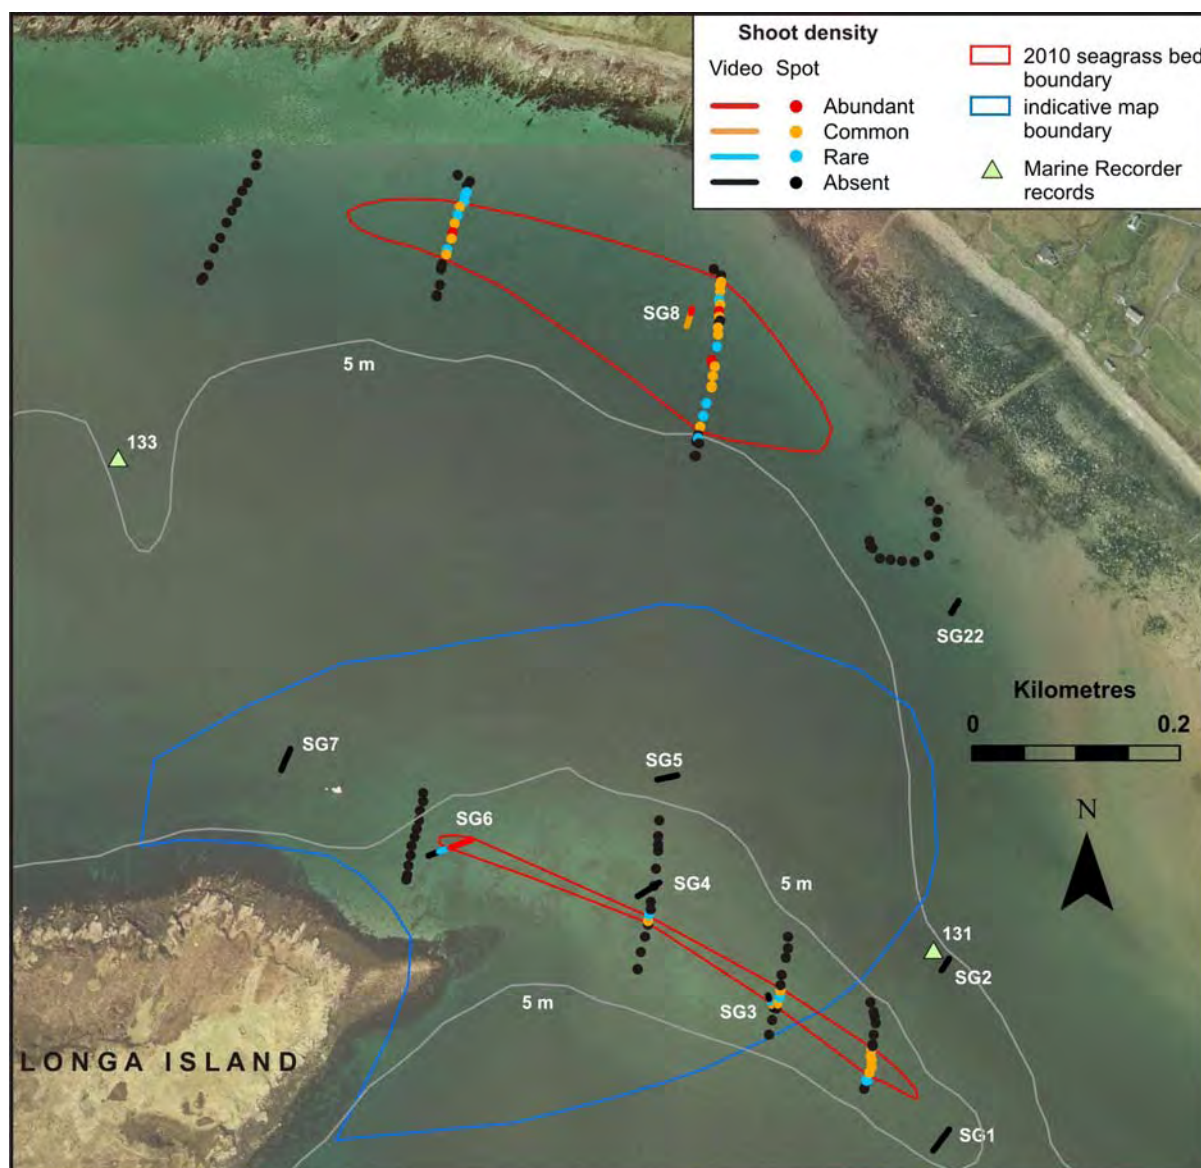 Shoot density
Video Spot
Abundant
Common
Rare
Absent
2010 seagrass bed
boundary
indicative map
boundary
Marine Recorder
records
SG8
5 m
133
SG22
Kilometres
0 0.2
SG7
SG5
N
SG6
SG4
5 m
131
SG2
5 m
SG3
LONGA ISLAND
SG1